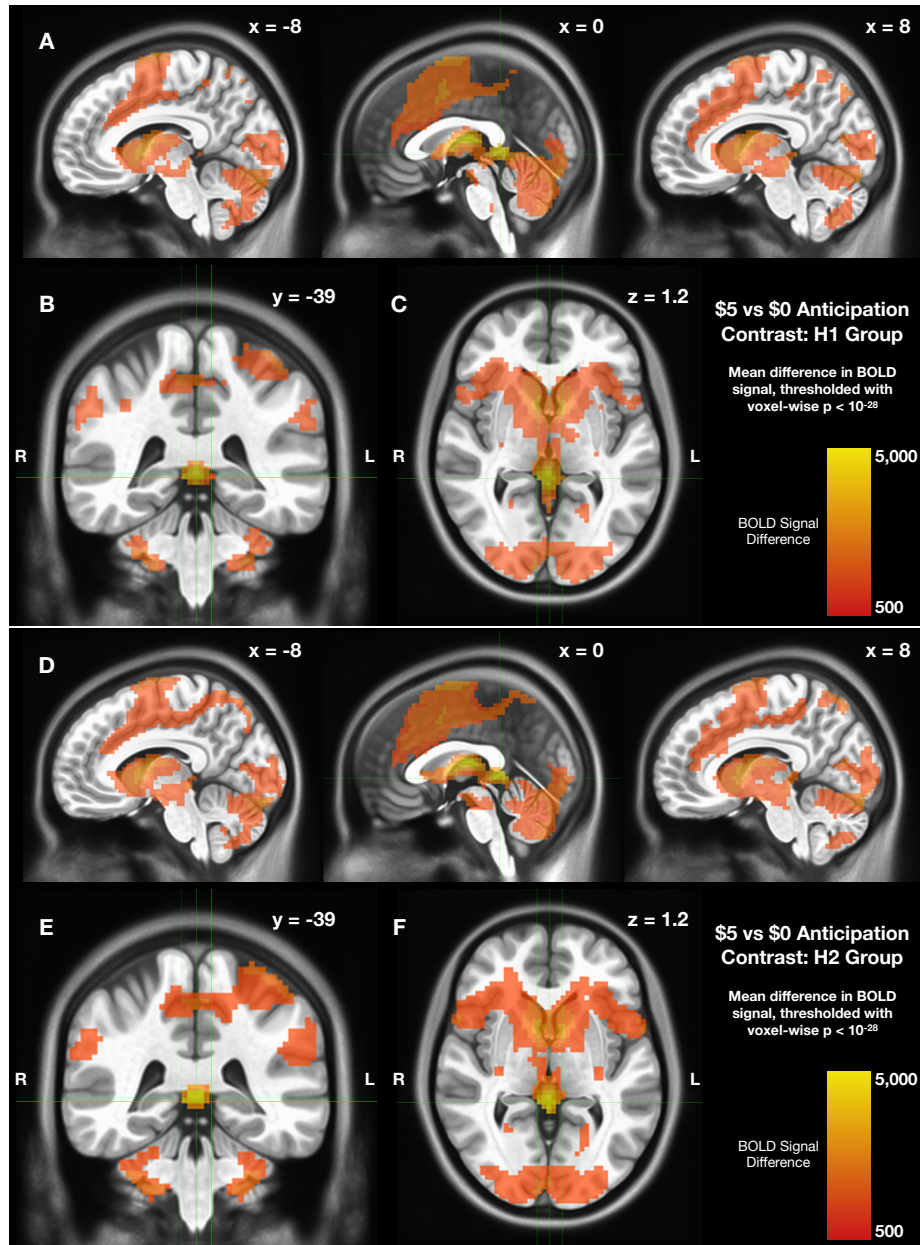 A
x = -8
x = 0
x = 8
B
y = -39
C
z = 1.2
R
L
R
L
$5 vs $0 Anticipation
Contrast: H1 Group
Mean difference in BOLD
signal, thresholded with
voxel-wise p < 10⁻²⁸
5,000
BOLD Signal
Difference
500
D
x = -8
x = 0
x = 8
E
y = -39
F
z = 1.2
R
L
R
L
$5 vs $0 Anticipation
Contrast: H2 Group
Mean difference in BOLD
signal, thresholded with
voxel-wise p < 10⁻²⁸
5,000
BOLD Signal
Difference
500